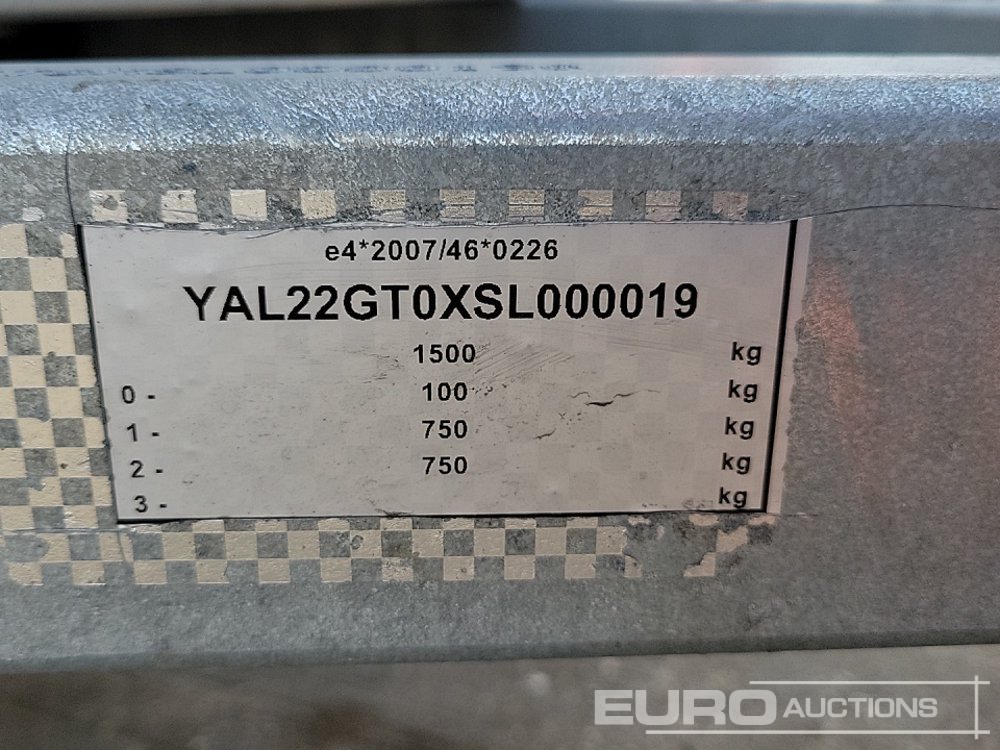 e4*2007/46*0226
YAL22GT0XSL000019
1500 kg
0 - 100 kg
1 - 750 kg
2 - 750 kg
3 - kg
EURO AUCTIONS